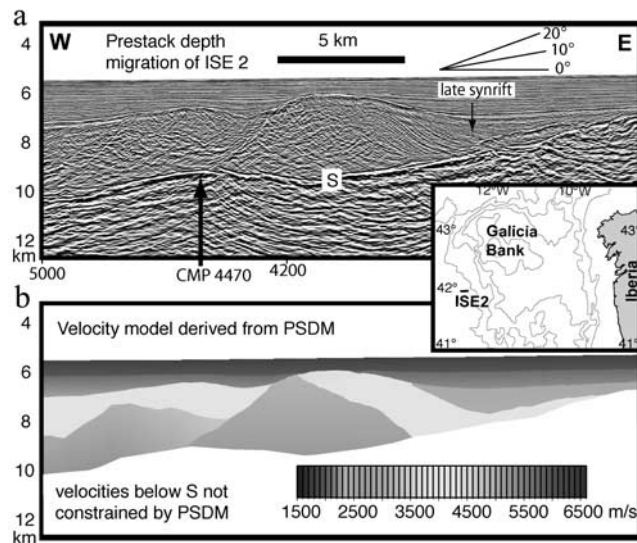 a
4
W
Prestack depth
migration of ISE 2
5 km
20°
10°
0°
E
6
8
10
12
km
late synrift
S
5000
CMP 4470
4200
12°W
10°W
43°
43°
Galicia
Bank
42°
ISE2
Iberia
41°
41°
b
4
Velocity model derived from PSDM
6
8
10
12
km
velocities below S not
constrained by PSDM
1500 2500 3500 4500 5500 6500 m/s